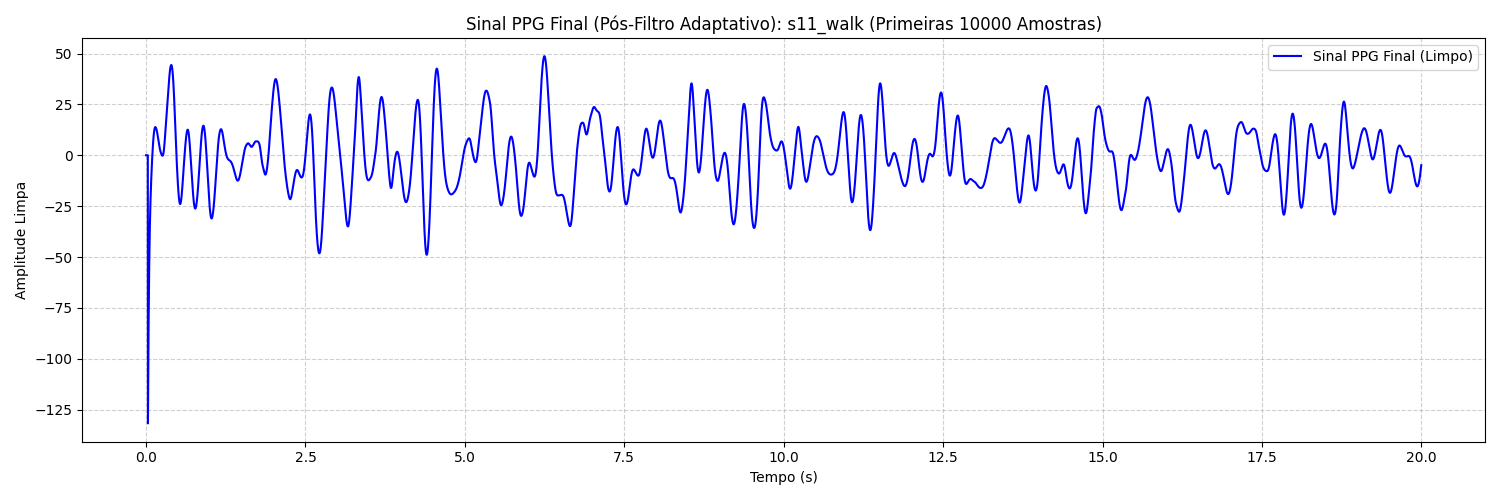 Sinal PPG Final (Pós-Filtro Adaptativo): s11_walk (Primeiras 10000 Amostras)
Sinal PPG Final (Limpo)
Amplitude Limpa
50
25
0
−25
−50
−75
−100
−125
0.0 2.5 5.0 7.5 10.0 12.5 15.0 17.5 20.0
Tempo (s)